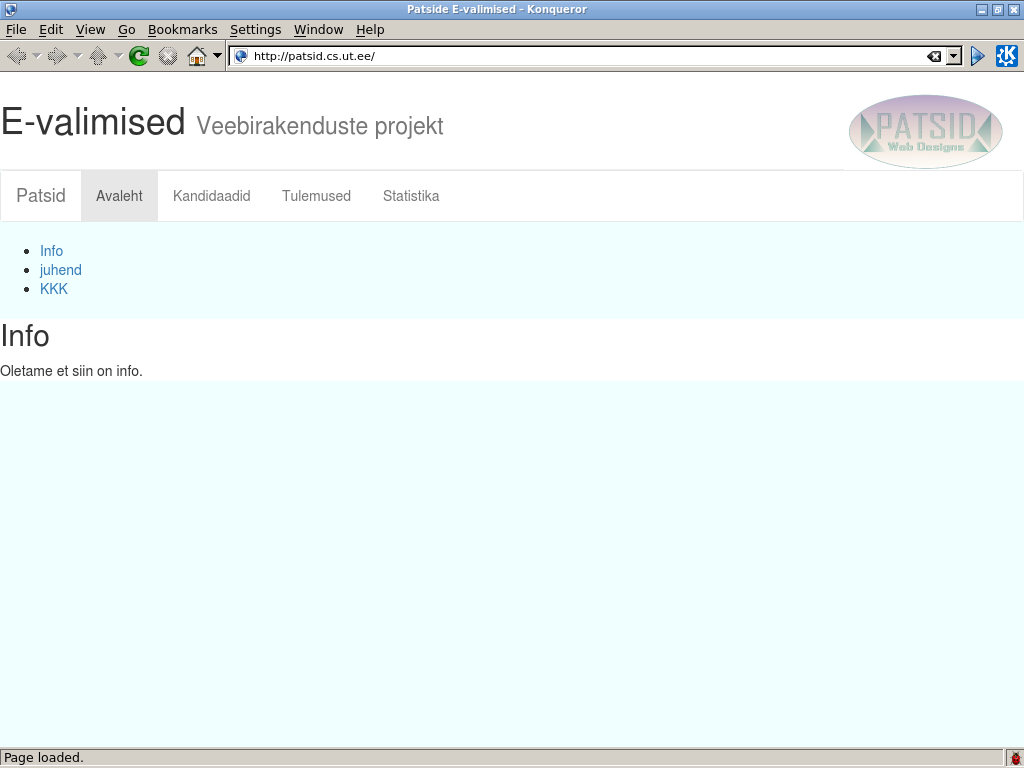 Patside E-valimised - Konqueror
File Edit View Go Bookmarks Settings Window Help
http://patsid.cs.ut.ee/
E-valimised Veebirakenduste projekt
PATSID
Web Designs
Patsid Avaleht Kandidaadid Tulemused Statistika
Info
juhend
KKK
Info
Oletame et siin on info.
Page loaded.